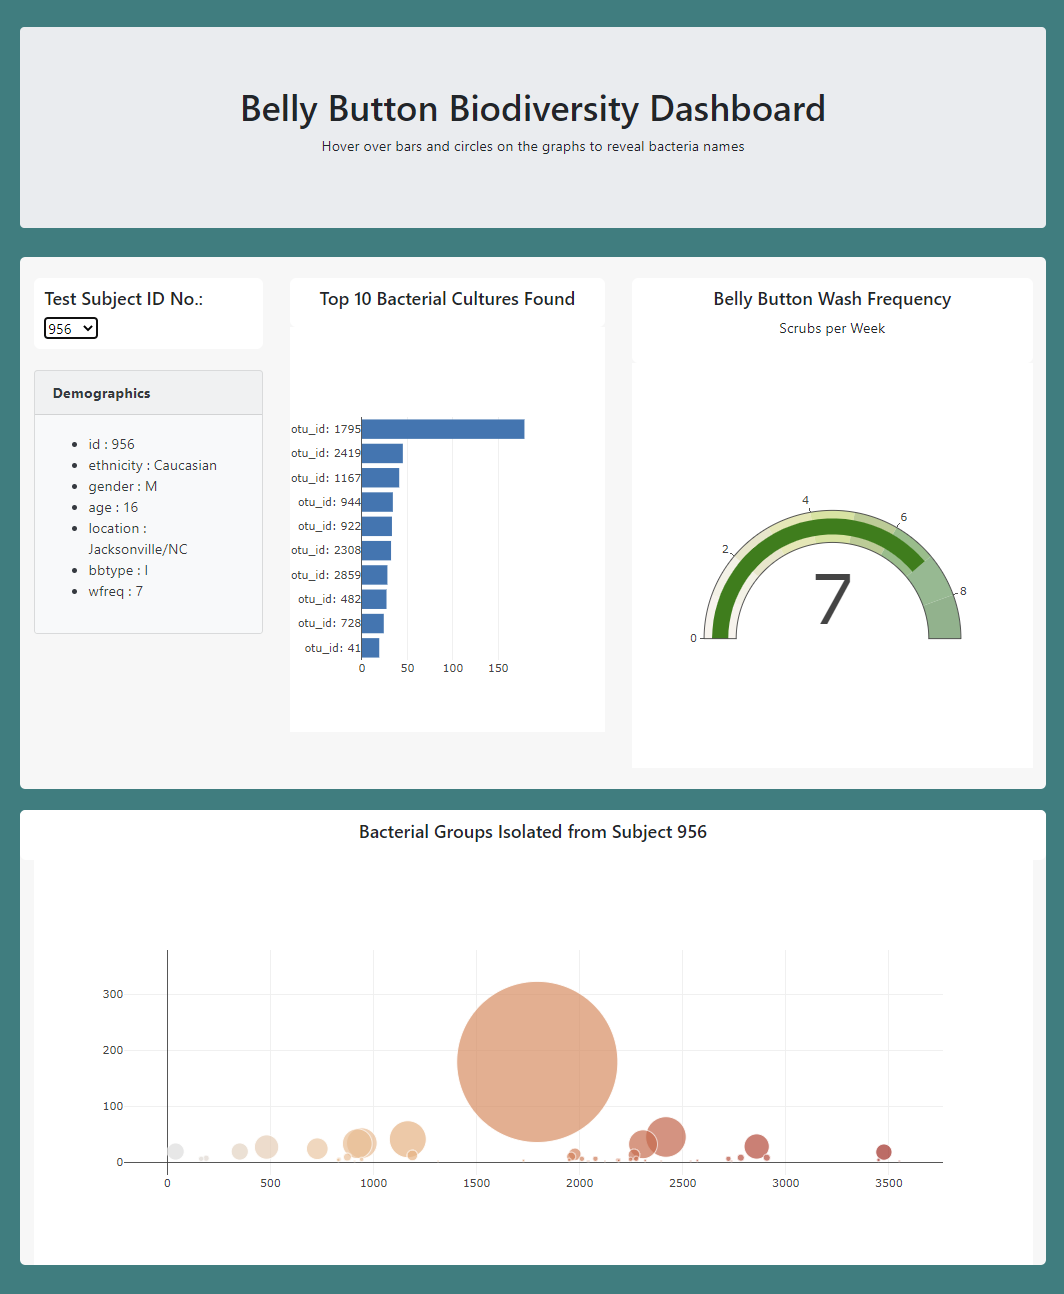 Belly Button Biodiversity Dashboard
Hover over bars and circles on the graphs to reveal bacteria names
Test Subject ID No.:
956
Demographics
id : 956
ethnicity : Caucasian
gender : M
age : 16
location :
Jacksonville/NC
bbtype : I
wfreq : 7
Top 10 Bacterial Cultures Found
otu_id: 1795
otu_id: 2419
otu_id: 1167
otu_id: 944
otu_id: 922
otu_id: 2308
otu_id: 2859
otu_id: 482
otu_id: 728
otu_id: 41
0 50 100 150
Belly Button Wash Frequency
Scrubs per Week
0
2
4
6
8
7
Bacterial Groups Isolated from Subject 956
300
200
100
0
0 500 1000 1500 2000 2500 3000 3500